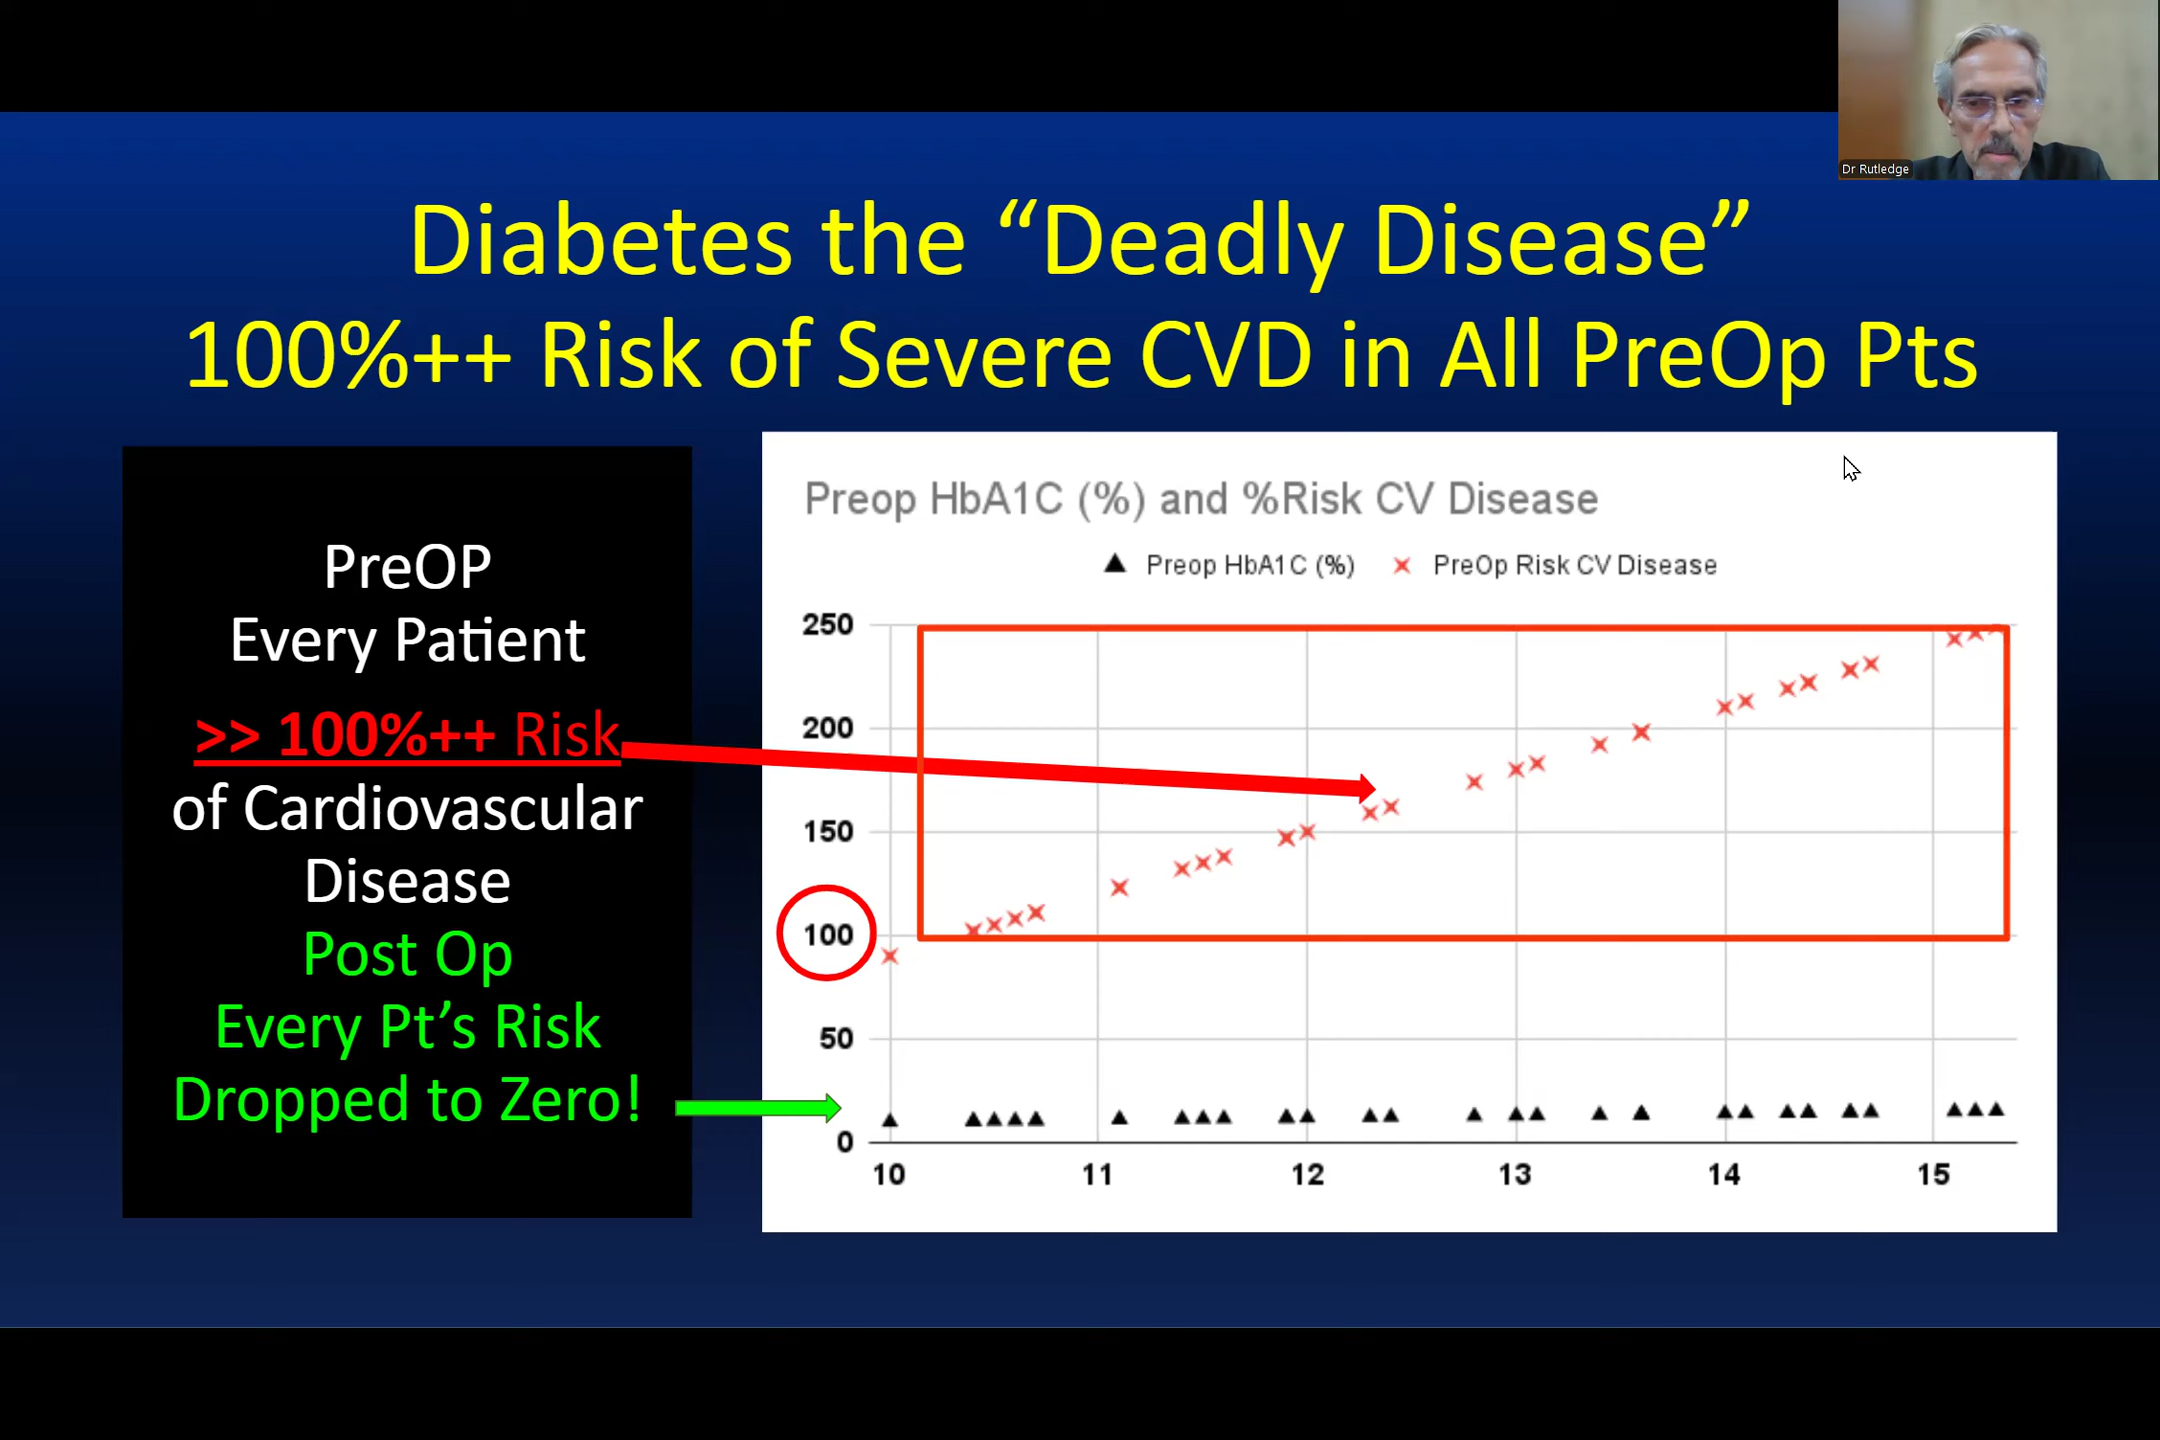 Dr Rutledge
Diabetes the “Deadly Disease”
100%++ Risk of Severe CVD in All PreOp Pts
PreOP
Every Patient
>> 100%++ Risk
of Cardiovascular
Disease
Post Op
Every Pt’s Risk
Dropped to Zero!
Preop HbA1C (%) and %Risk CV Disease
Preop HbA1C (%) PreOp Risk CV Disease
250
200
150
100
50
0
10 11 12 13 14 15